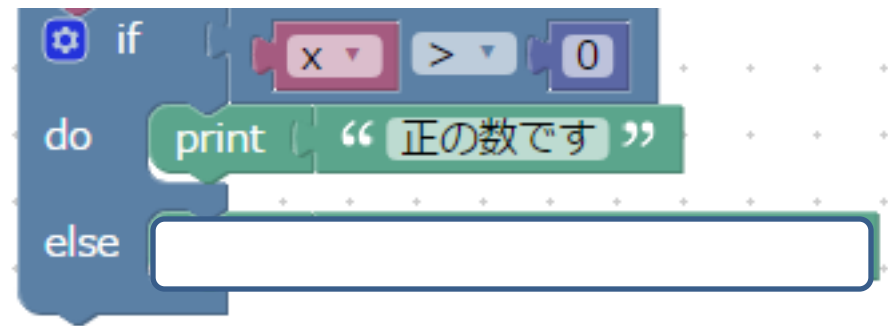 if x ▼ > ▼ 0
do print “ 正の数です ”
else